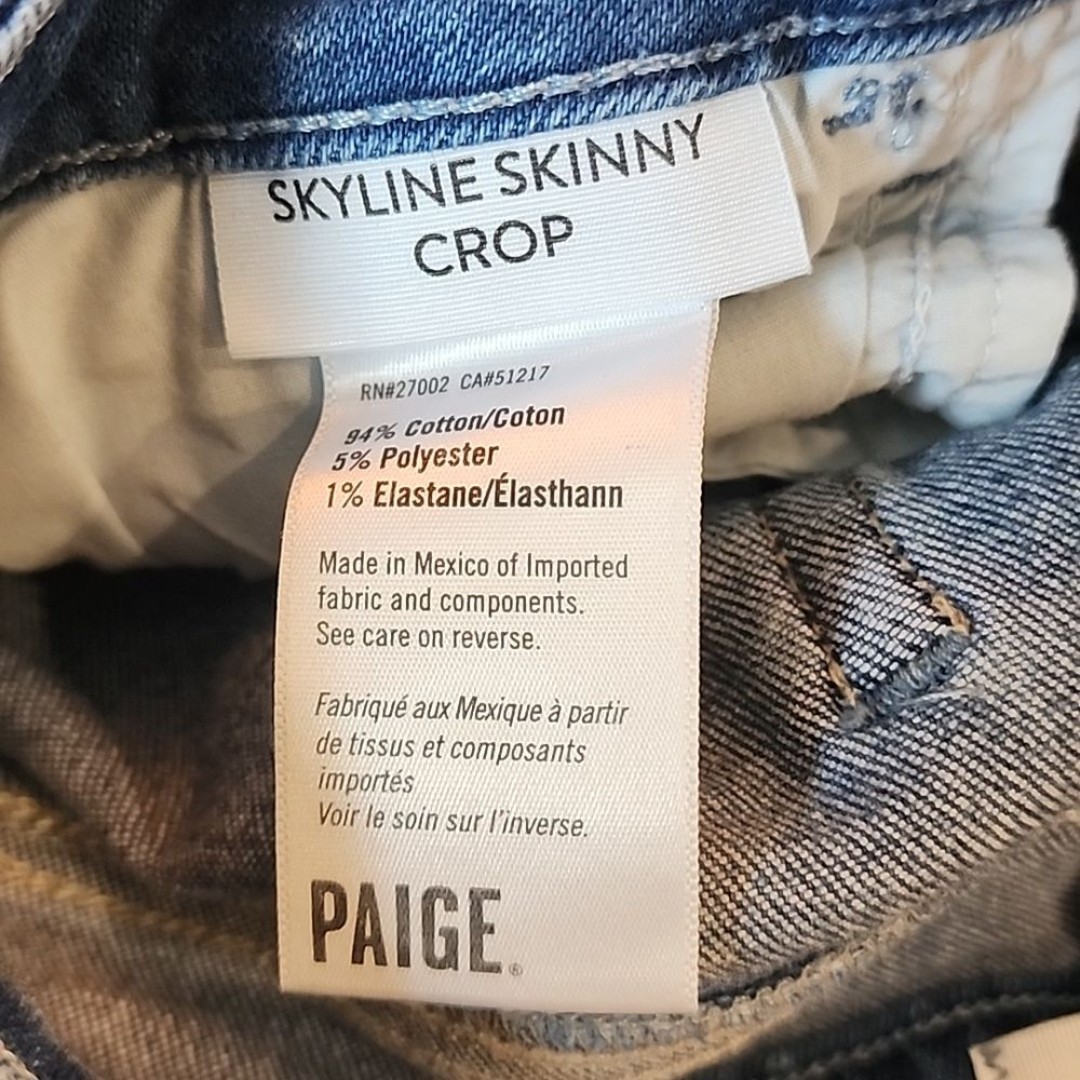 SKYLINE SKINNY
CROP
RN#27002 CA#51217
94% Cotton/Coton
5% Polyester
1% Elastane/Élasthann
Made in Mexico of Imported
fabric and components.
See care on reverse.
Fabriqué aux Mexique à partir
de tissus et composants
importés
Voir le soin sur l'inverse.
PAIGE®